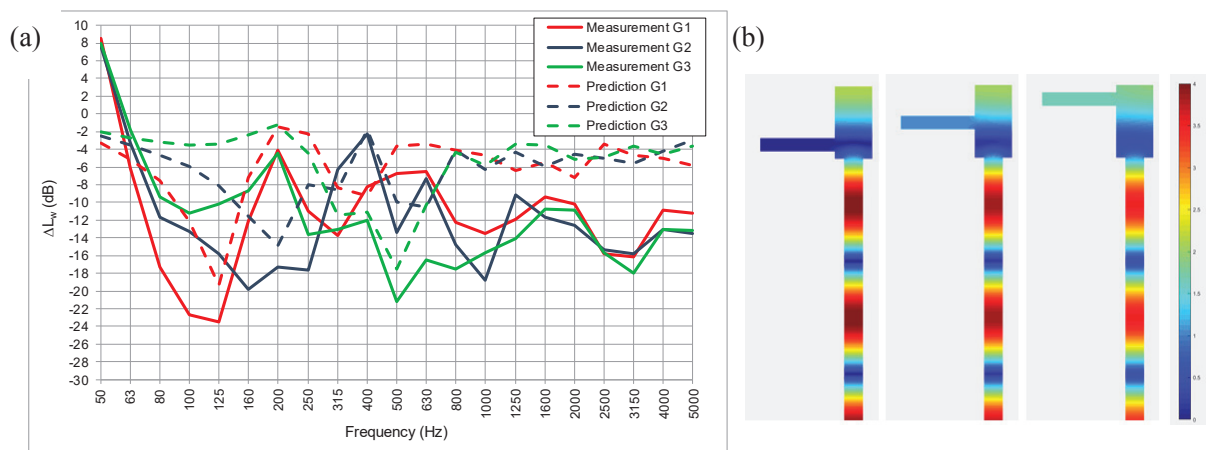 (a)
10
8
6
4
2
0
-2
-4
-6
-8
-10
-12
-14
-16
-18
-20
-22
-24
-26
-28
-30
ΔLw (dB)
Measurement G1
Measurement G2
Measurement G3
Prediction G1
Prediction G2
Prediction G3
50 63 80 100 125 160 200 250 315 400 500 630 800 1000 1250 1600 2000 2500 3150 4000 5000
Frequency (Hz)
(b)
4
3.5
3
2.5
2
1.5
1
0.5
0